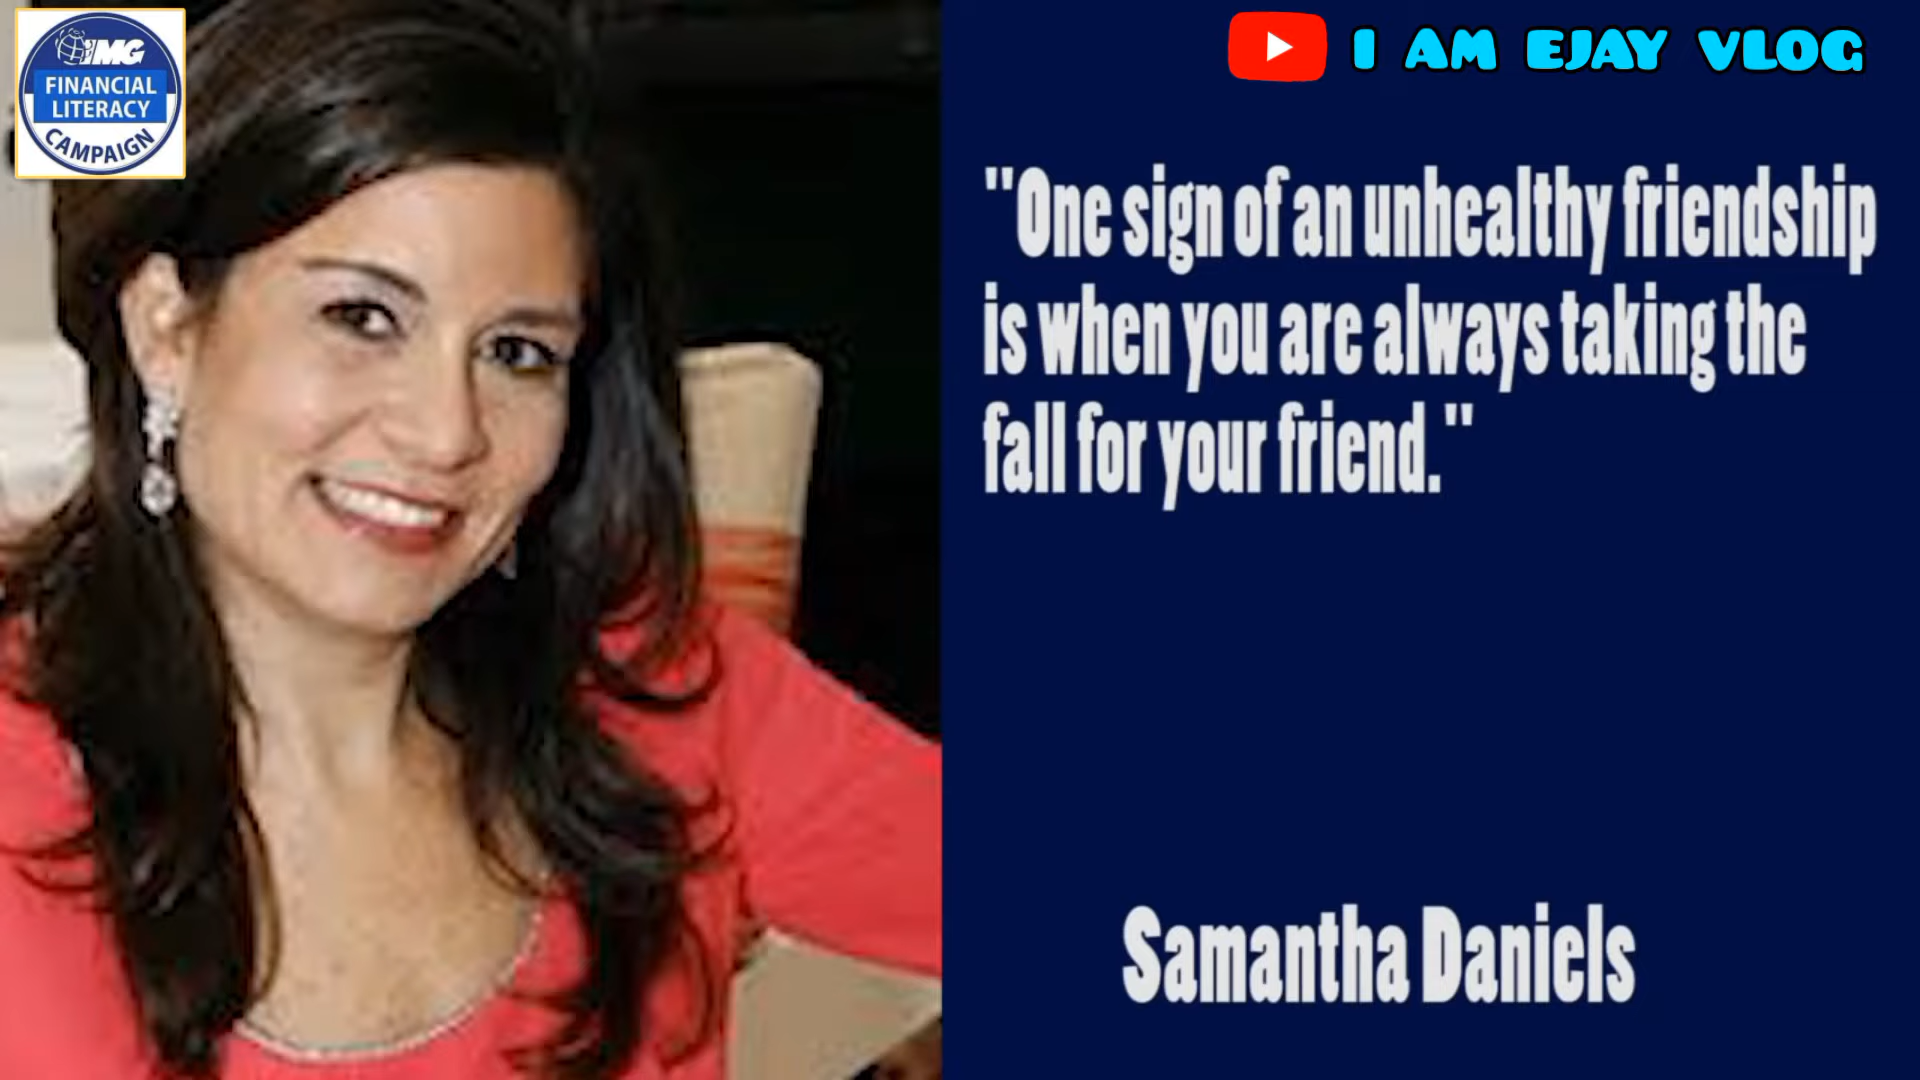 IMG
FINANCIAL
LITERACY
CAMPAIGN
I AM EJAY VLOG
"One sign of an unhealthy friendship
is when you are always taking the
fall for your friend."
Samantha Daniels